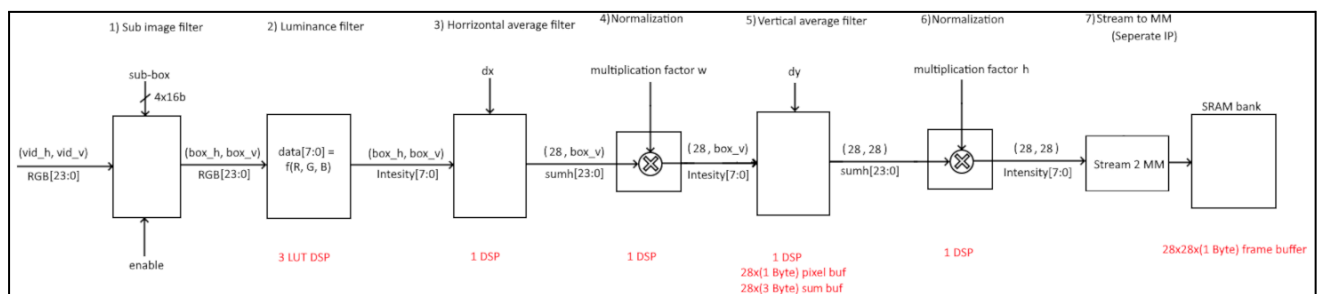 1) Sub image filter
2) Luminance filter
3) Horrizontal average filter
4)Normalization
5) Vertical average filter
6)Normalization
7)Stream to MM
(Seperate IP)
sub-box
4x16b
dx
multiplication factor w
dy
multiplication factor h
SRAM bank
(vid_h, vid_v)
RGB[23:0]
(box_h, box_v)
RGB[23:0]
data[7:0] =
f(R, G, B)
(box_h, box_v)
Intesity[7:0]
(28, box_v)
sumh[23:0]
(28, box_v)
Intesity[7:0]
(28, 28)
sumh[23:0]
(28, 28)
Intensity[7:0]
Stream 2 MM
enable
3 LUT DSP
1 DSP
1 DSP
1 DSP
28x(1 Byte) pixel buf
28x(3 Byte) sum buf
1 DSP
28x28x(1 Byte) frame buffer